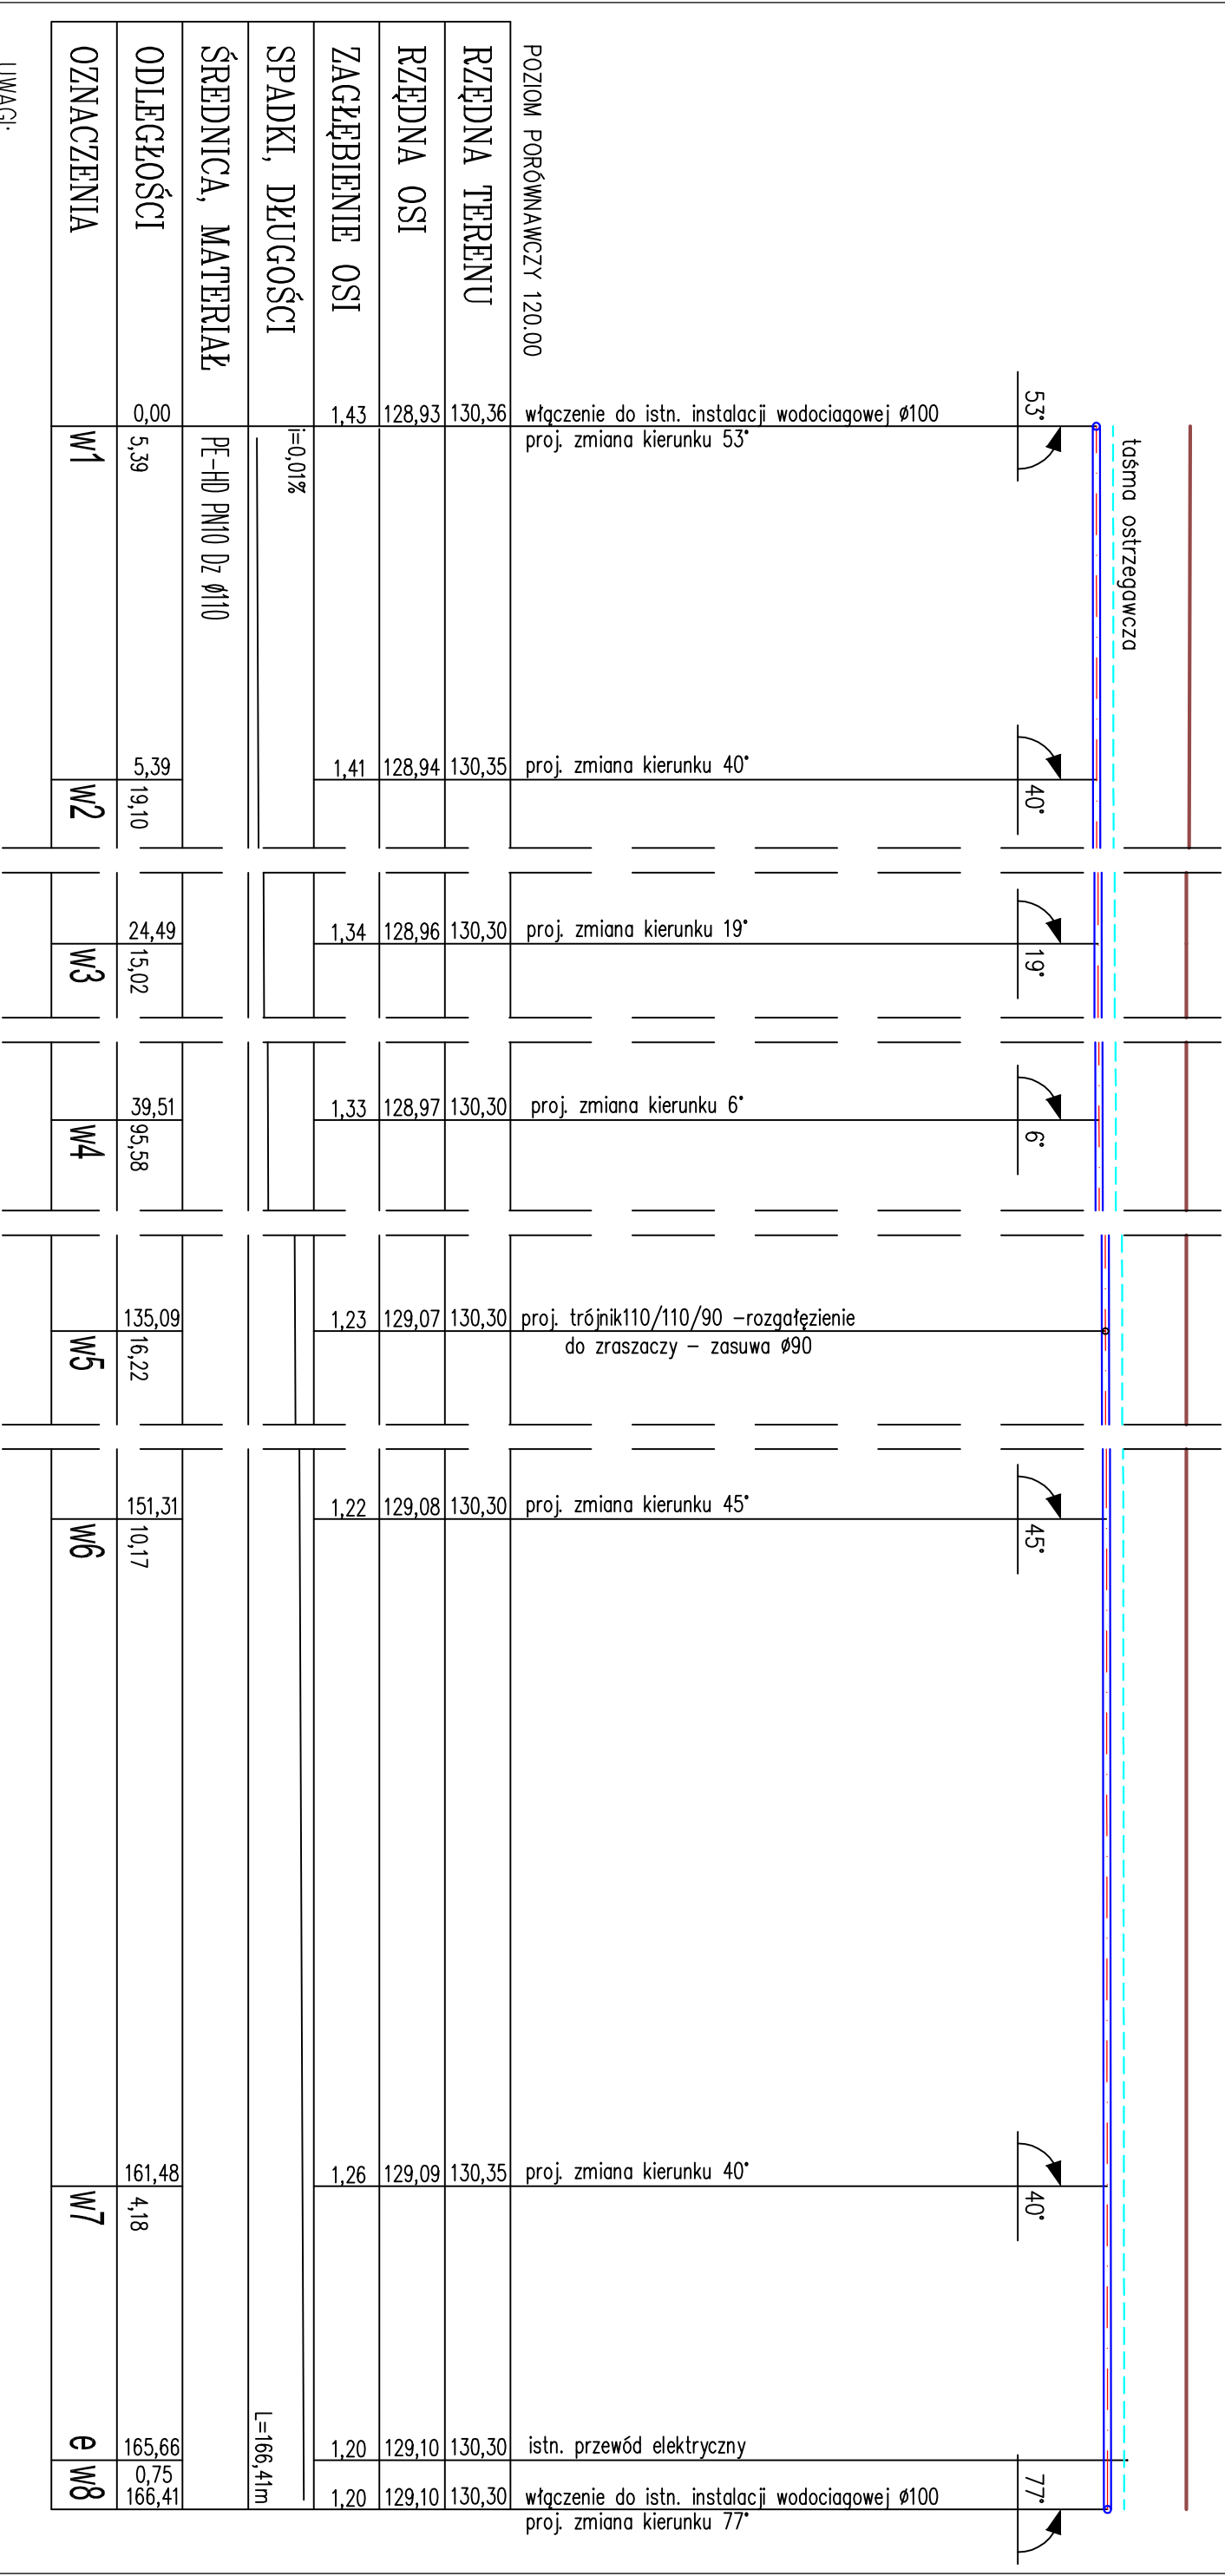 53°
40°
19°
6°
45°
40°
77°
taśma ostrzegawcza
POZIOM PORÓWNAWCZY 120.00
włączenie do istn. instalacji wodociagowej ø100
proj. zmiana kierunku 53°
proj. zmiana kierunku 40°
proj. zmiana kierunku 19°
proj. zmiana kierunku 6°
proj. trójnik110/110/90 –rozgałęzienie
do zraszaczy – zasuwa ø90
proj. zmiana kierunku 45°
proj. zmiana kierunku 40°
istn. przewód elektryczny
włączenie do istn. instalacji wodociagowej ø100
proj. zmiana kierunku 77°
RZĘDNA TERENU 130,36 130,35 130,30 130,30 130,30 130,30 130,35 130,30 130,30
RZĘDNA OSI 128,93 128,94 128,96 128,97 129,07 129,08 129,09 129,10 129,10
ZAGŁĘBIENIE OSI 1,43 1,41 1,34 1,33 1,23 1,22 1,26 1,20 1,20
SPADKI, DŁUGOŚCI i=0,01% L=166,41m
ŚREDNICA, MATERIAŁ PE–HD PN10 Dz ø110
ODLEGŁOŚCI 0,00 5,39 5,39 19,10 24,49 15,02 39,51 95,58 135,09 16,22 151,31 10,17 161,48 4,18 165,66 0,75 166,41
OZNACZENIA W1 W2 W3 W4 W5 W6 W7 e W8
UWAGI: